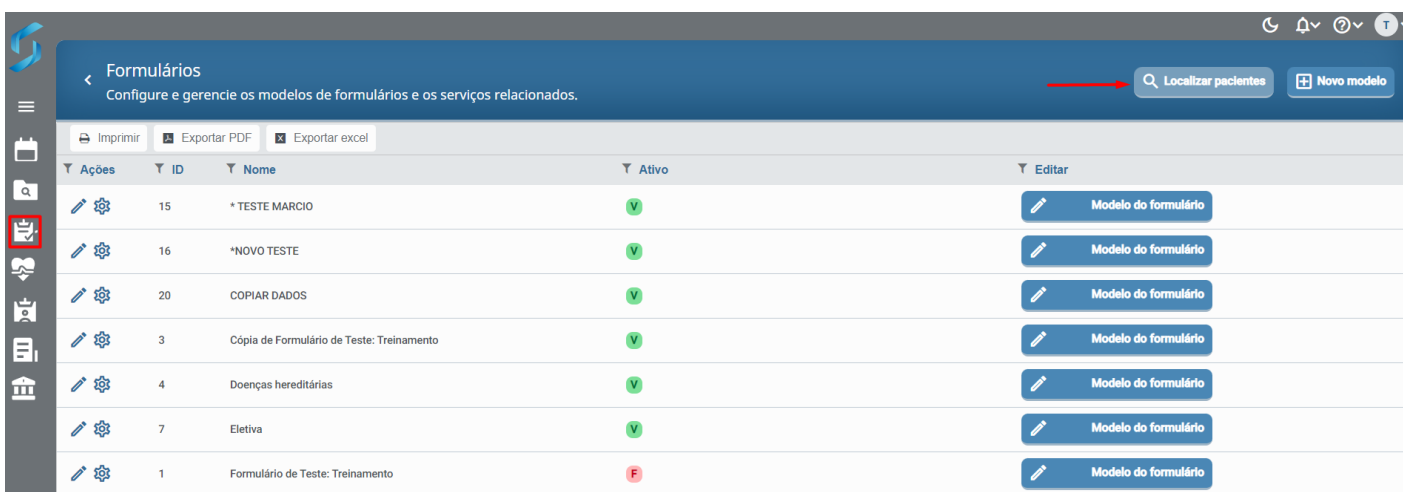 T
Formulários
Configure e gerencie os modelos de formulários e os serviços relacionados.
Localizar pacientes
Novo modelo
Imprimir Exportar PDF Exportar excel
Ações ID Nome Ativo Editar
15 * TESTE MARCIO V Modelo do formulário
16 *NOVO TESTE V Modelo do formulário
20 COPIAR DADOS V Modelo do formulário
3 Cópia de Formulário de Teste: Treinamento V Modelo do formulário
4 Doenças hereditárias V Modelo do formulário
7 Eletiva V Modelo do formulário
1 Formulário de Teste: Treinamento F Modelo do formulário